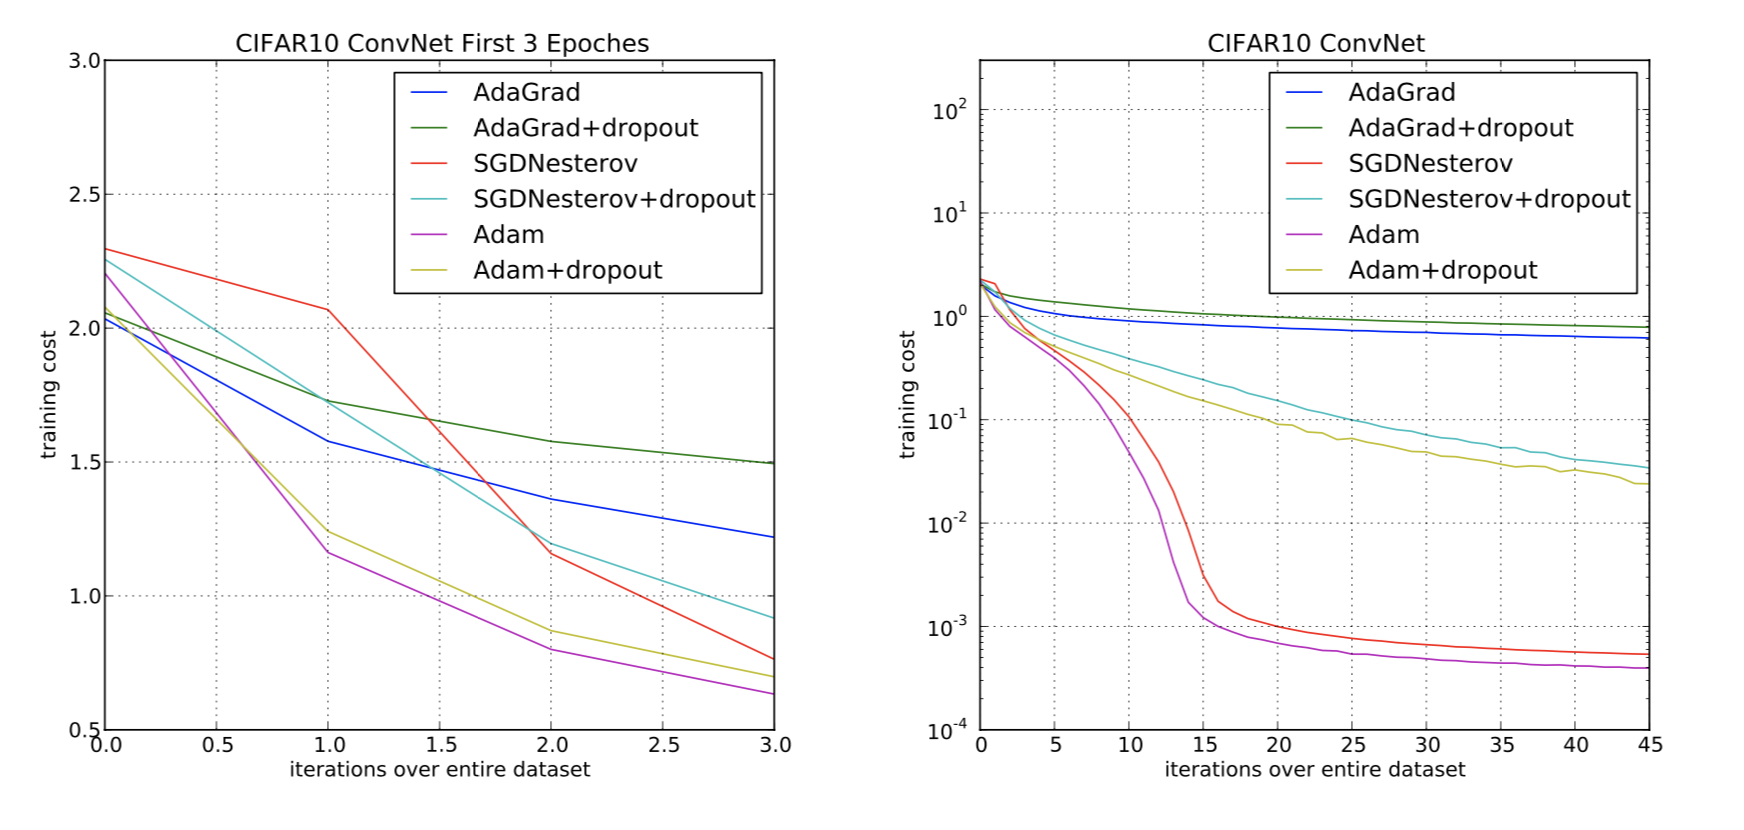 CIFAR10 ConvNet First 3 Epoches
3.0
2.5
2.0
1.5
1.0
0.5
training cost
AdaGrad
AdaGrad+dropout
SGDNesterov
SGDNesterov+dropout
Adam
Adam+dropout
0.0 0.5 1.0 1.5 2.0 2.5 3.0
iterations over entire dataset
CIFAR10 ConvNet
10^2
10^1
10^0
10^-1
10^-2
10^-3
10^-4
training cost
AdaGrad
AdaGrad+dropout
SGDNesterov
SGDNesterov+dropout
Adam
Adam+dropout
0 5 10 15 20 25 30 35 40 45
iterations over entire dataset